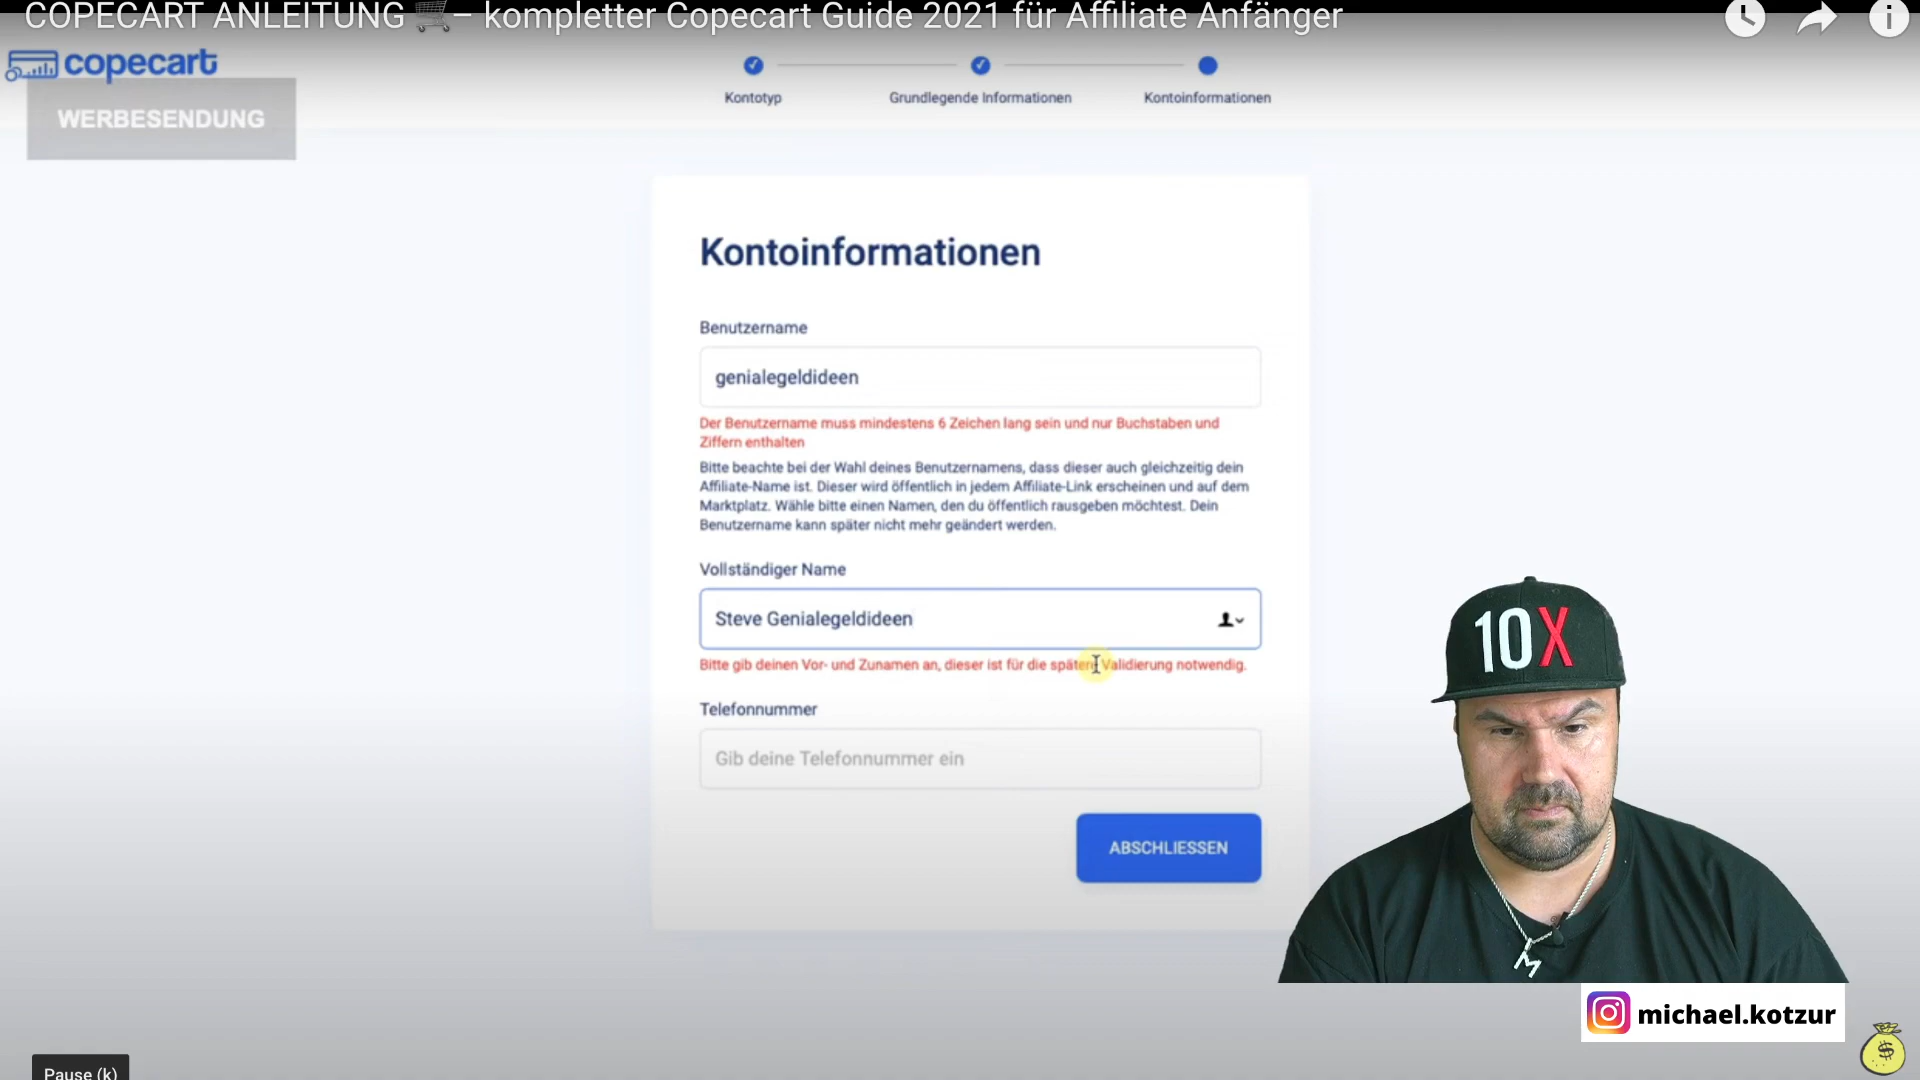 COPECART ANLEITUNG 🛒– kompletter Copecart Guide 2021 für Affiliate Anfänger
copecart
WERBESENDUNG
Kontotyp
Grundlegende Informationen
Kontoinformationen
Kontoinformationen
Benutzername
genialegeldideen
Der Benutzername muss mindestens 6 Zeichen lang sein und nur Buchstaben und
Ziffern enthalten
Bitte beachte bei der Wahl deines Benutzernamens, dass dieser auch gleichzeitig dein
Affiliate-Name ist. Dieser wird öffentlich in jedem Affiliate-Link erscheinen und auf dem
Marktplatz. Wähle bitte einen Namen, den du öffentlich rausgeben möchtest. Dein
Benutzername kann später nicht mehr geändert werden.
Vollständiger Name
Steve Genialegeldideen
Bitte gib deinen Vor- und Zunamen an, dieser ist für die spätere Validierung notwendig.
Telefonnummer
Gib deine Telefonnummer ein
ABSCHLIESSEN
10X
M
michael.kotzur
$
Pause (k)